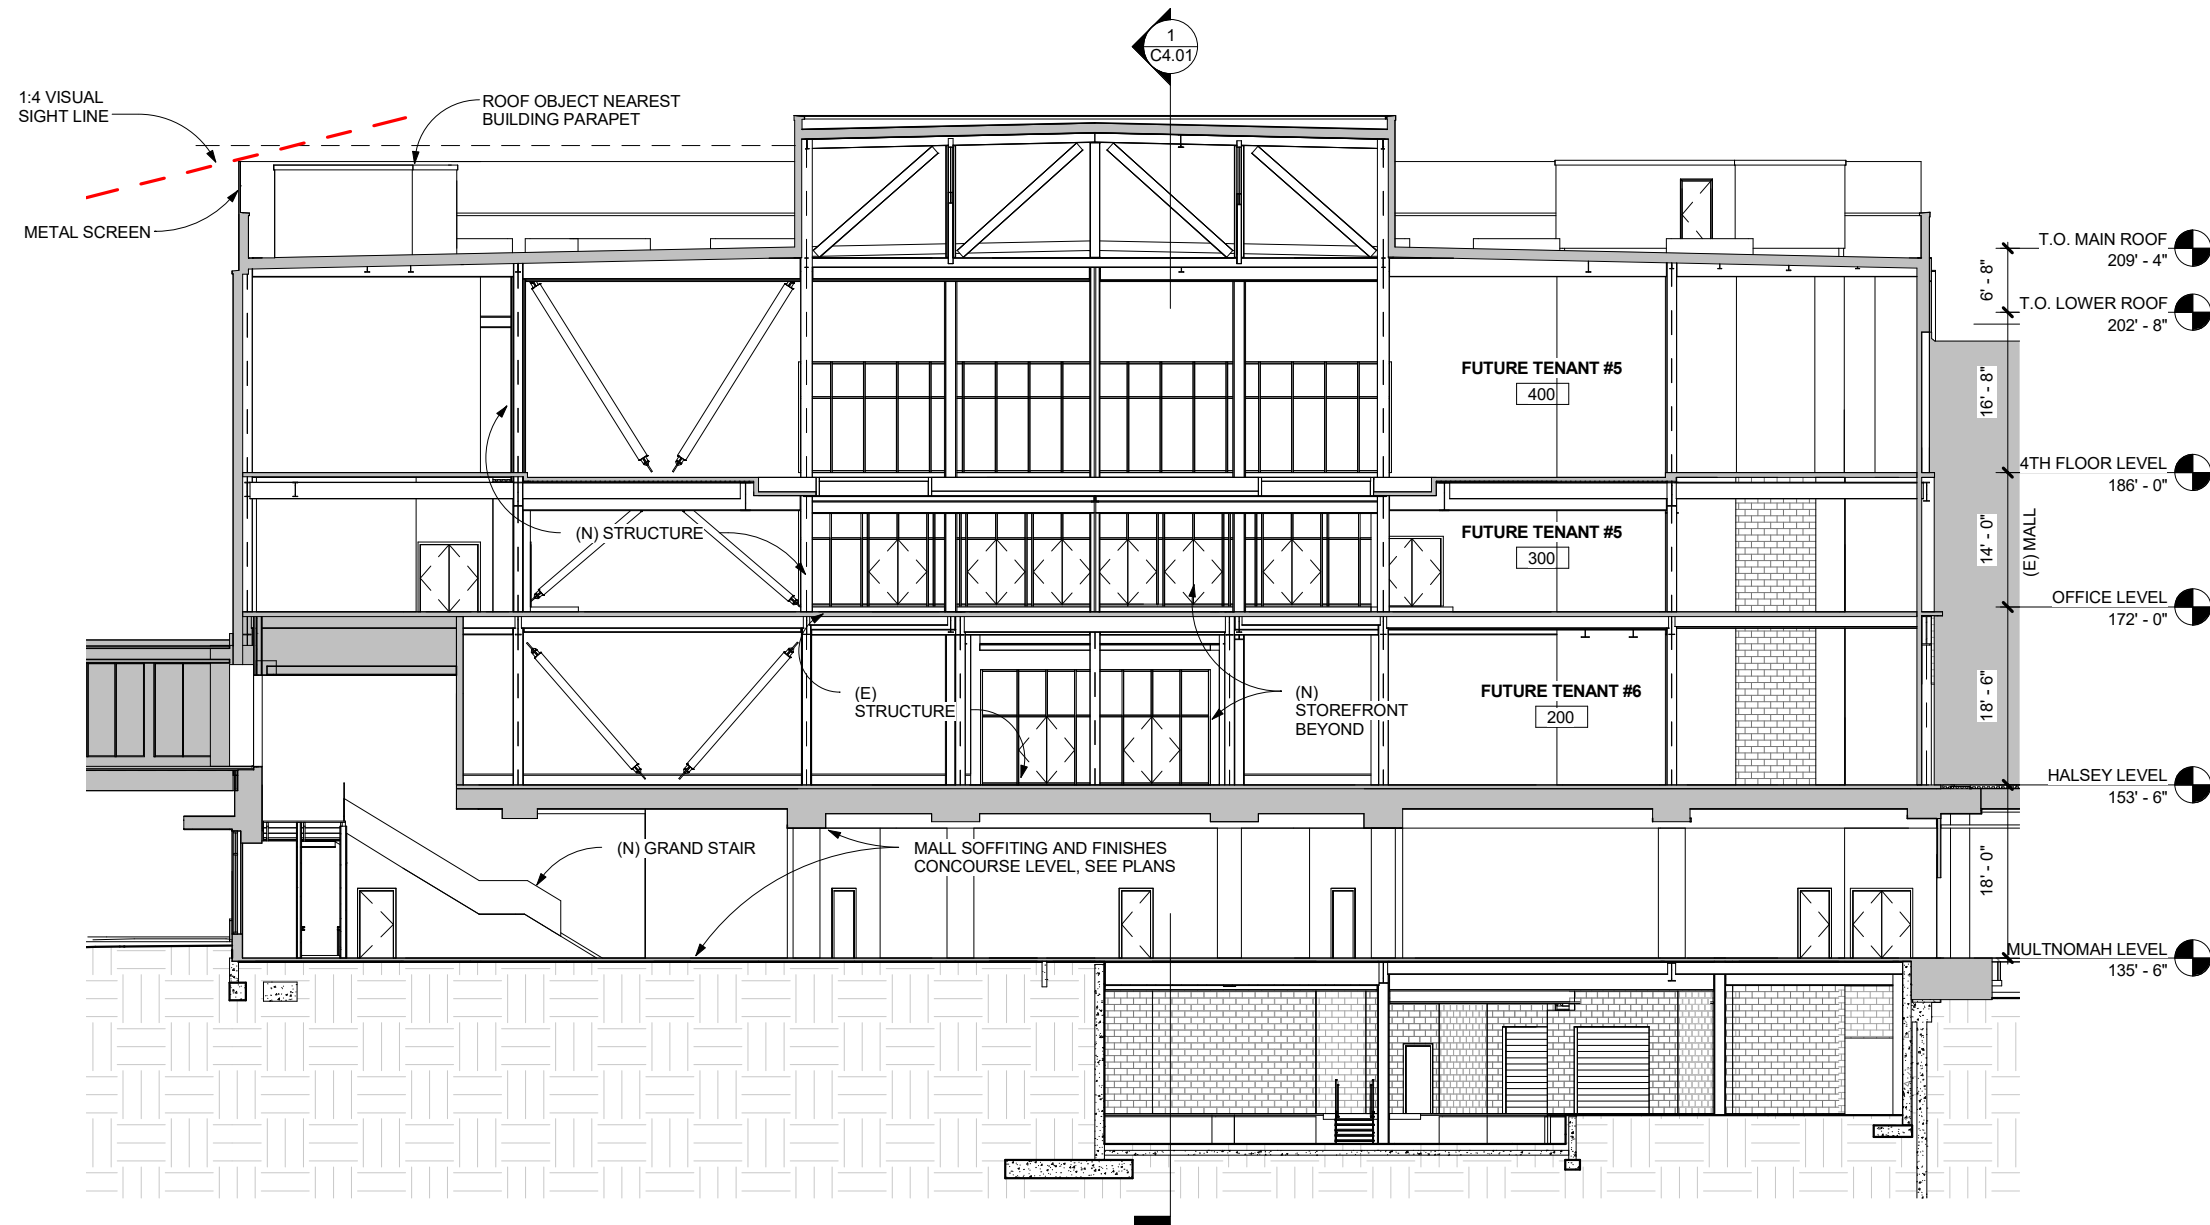 1
C4.01
1:4 VISUAL
SIGHT LINE
ROOF OBJECT NEAREST
BUILDING PARAPET
METAL SCREEN
T.O. MAIN ROOF
209' - 4"
6' - 8"
T.O. LOWER ROOF
202' - 8"
FUTURE TENANT #5
400
16' - 8"
4TH FLOOR LEVEL
186' - 0"
(N) STRUCTURE
FUTURE TENANT #5
300
14' - 0"
(E) MALL
OFFICE LEVEL
172' - 0"
(E)
STRUCTURE
(N)
STOREFRONT
BEYOND
FUTURE TENANT #6
200
18' - 6"
HALSEY LEVEL
153' - 6"
(N) GRAND STAIR
MALL SOFFITING AND FINISHES
CONCOURSE LEVEL, SEE PLANS
18' - 0"
MULTNOMAH LEVEL
135' - 6"